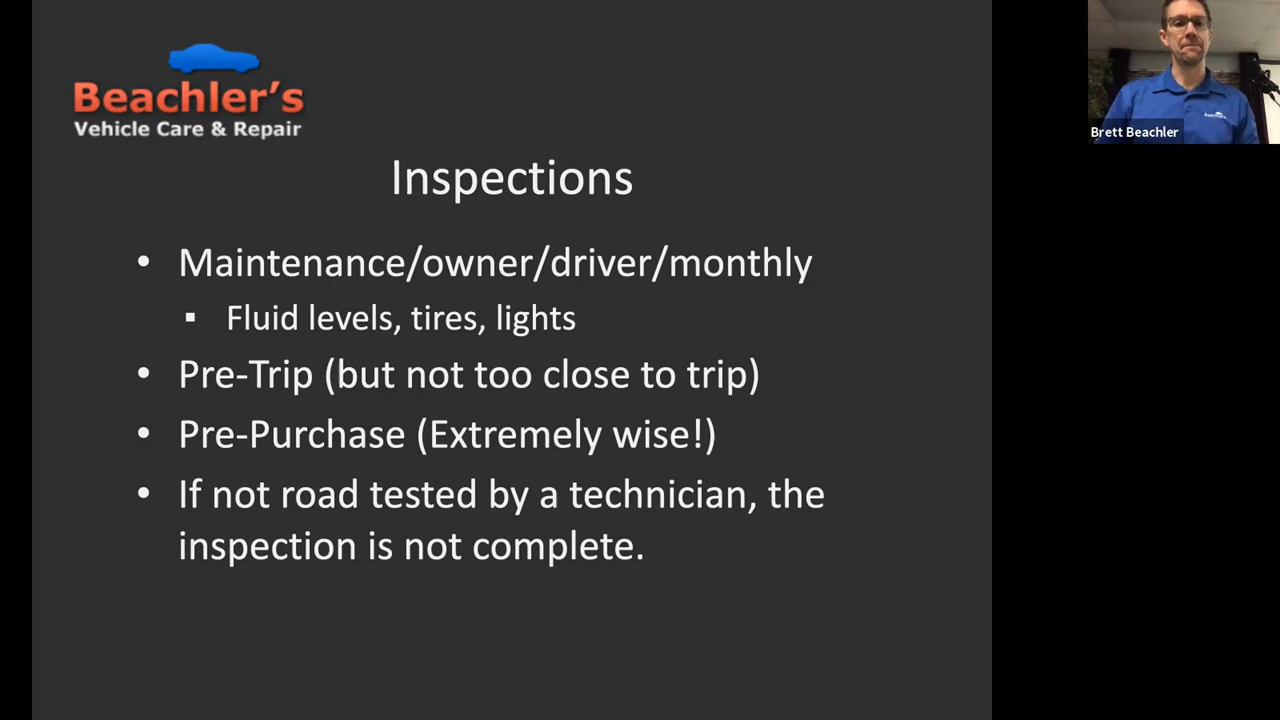 Beachler's
Vehicle Care & Repair
Inspections
• Maintenance/owner/driver/monthly
▪ Fluid levels, tires, lights
• Pre-Trip (but not too close to trip)
• Pre-Purchase (Extremely wise!)
• If not road tested by a technician, the
inspection is not complete.
Brett Beachler